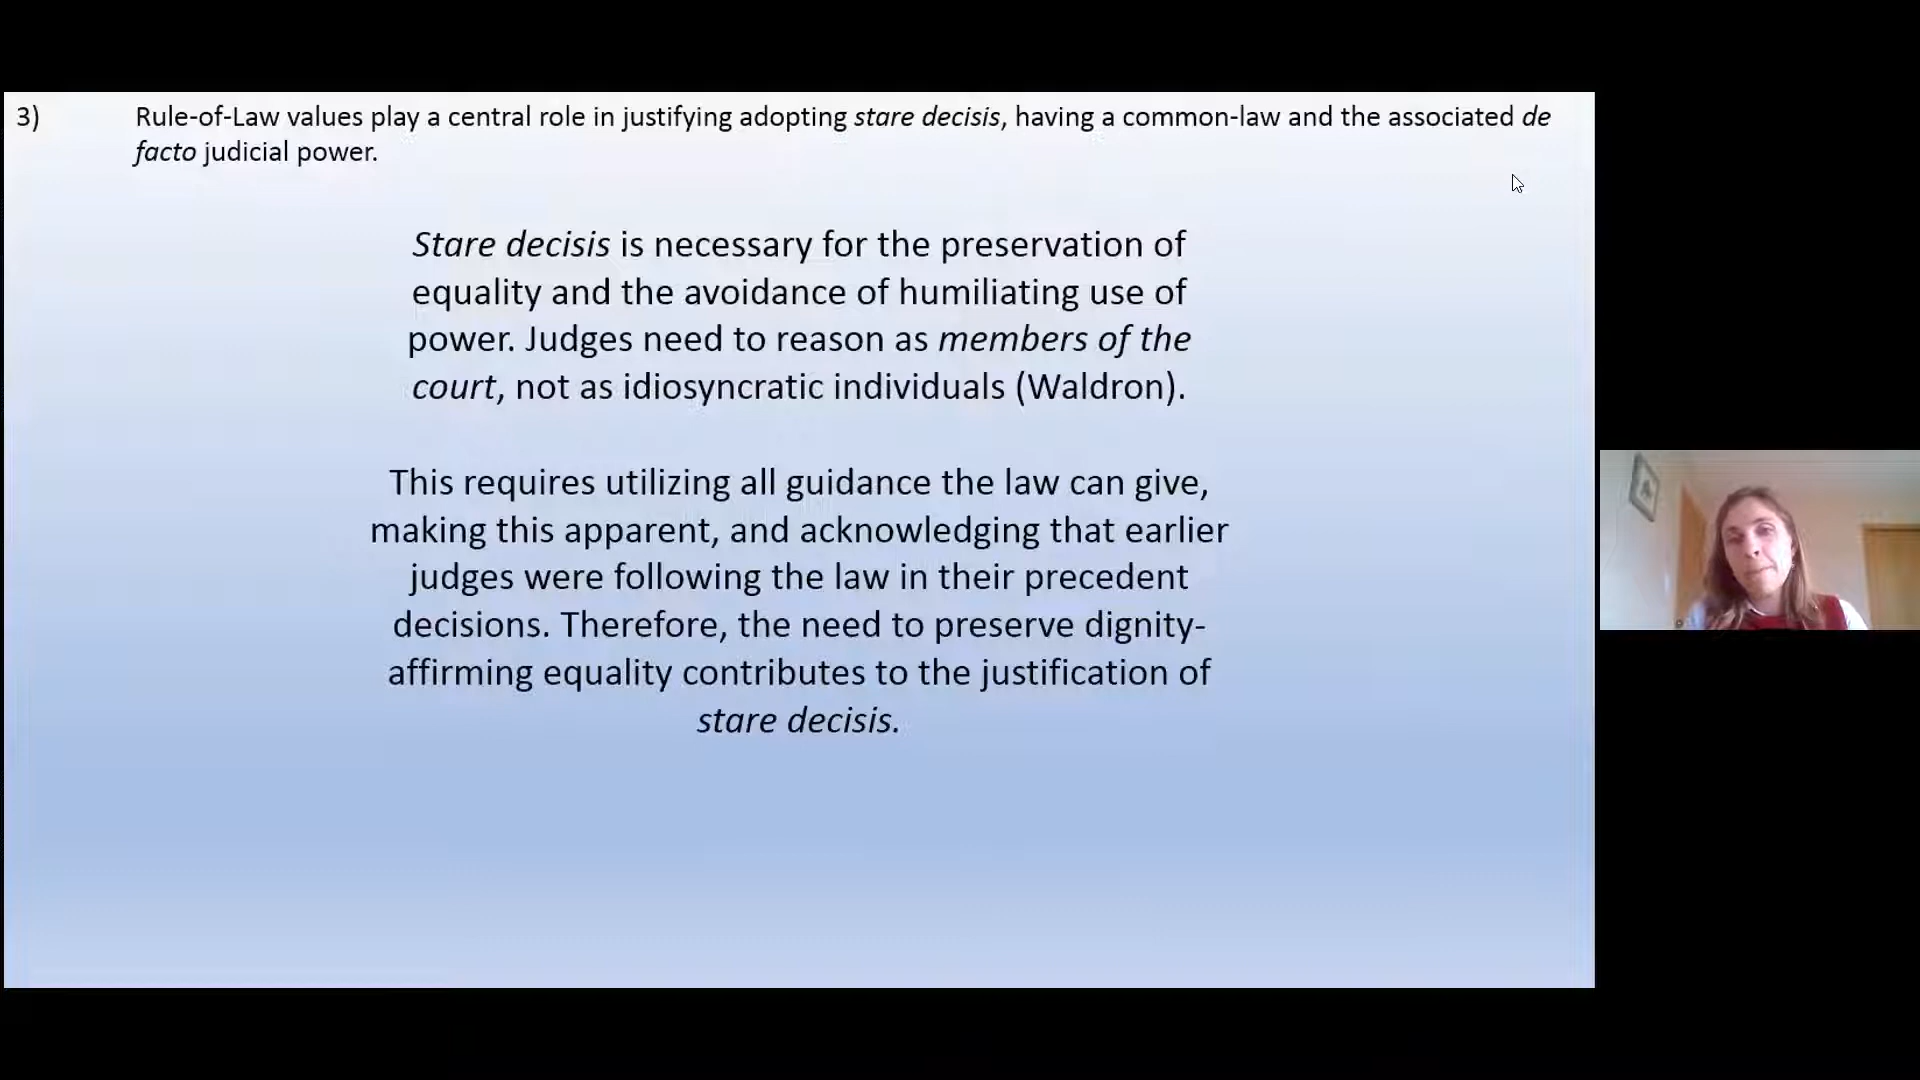 3) Rule-of-Law values play a central role in justifying adopting stare decisis, having a common-law and the associated de
facto judicial power.
Stare decisis is necessary for the preservation of
equality and the avoidance of humiliating use of
power. Judges need to reason as members of the
court, not as idiosyncratic individuals (Waldron).
This requires utilizing all guidance the law can give,
making this apparent, and acknowledging that earlier
judges were following the law in their precedent
decisions. Therefore, the need to preserve dignity-
affirming equality contributes to the justification of
stare decisis.